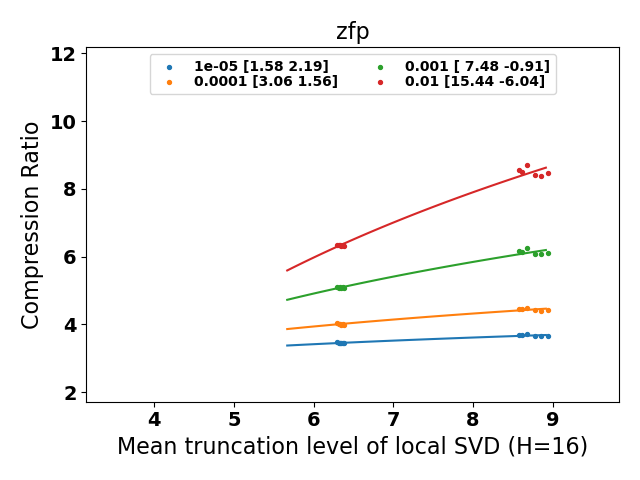 zfp
1e-05 [1.58 2.19]
0.0001 [3.06 1.56]
0.001 [ 7.48 -0.91]
0.01 [15.44 -6.04]
Compression Ratio
12
10
8
6
4
2
4 5 6 7 8 9
Mean truncation level of local SVD (H=16)